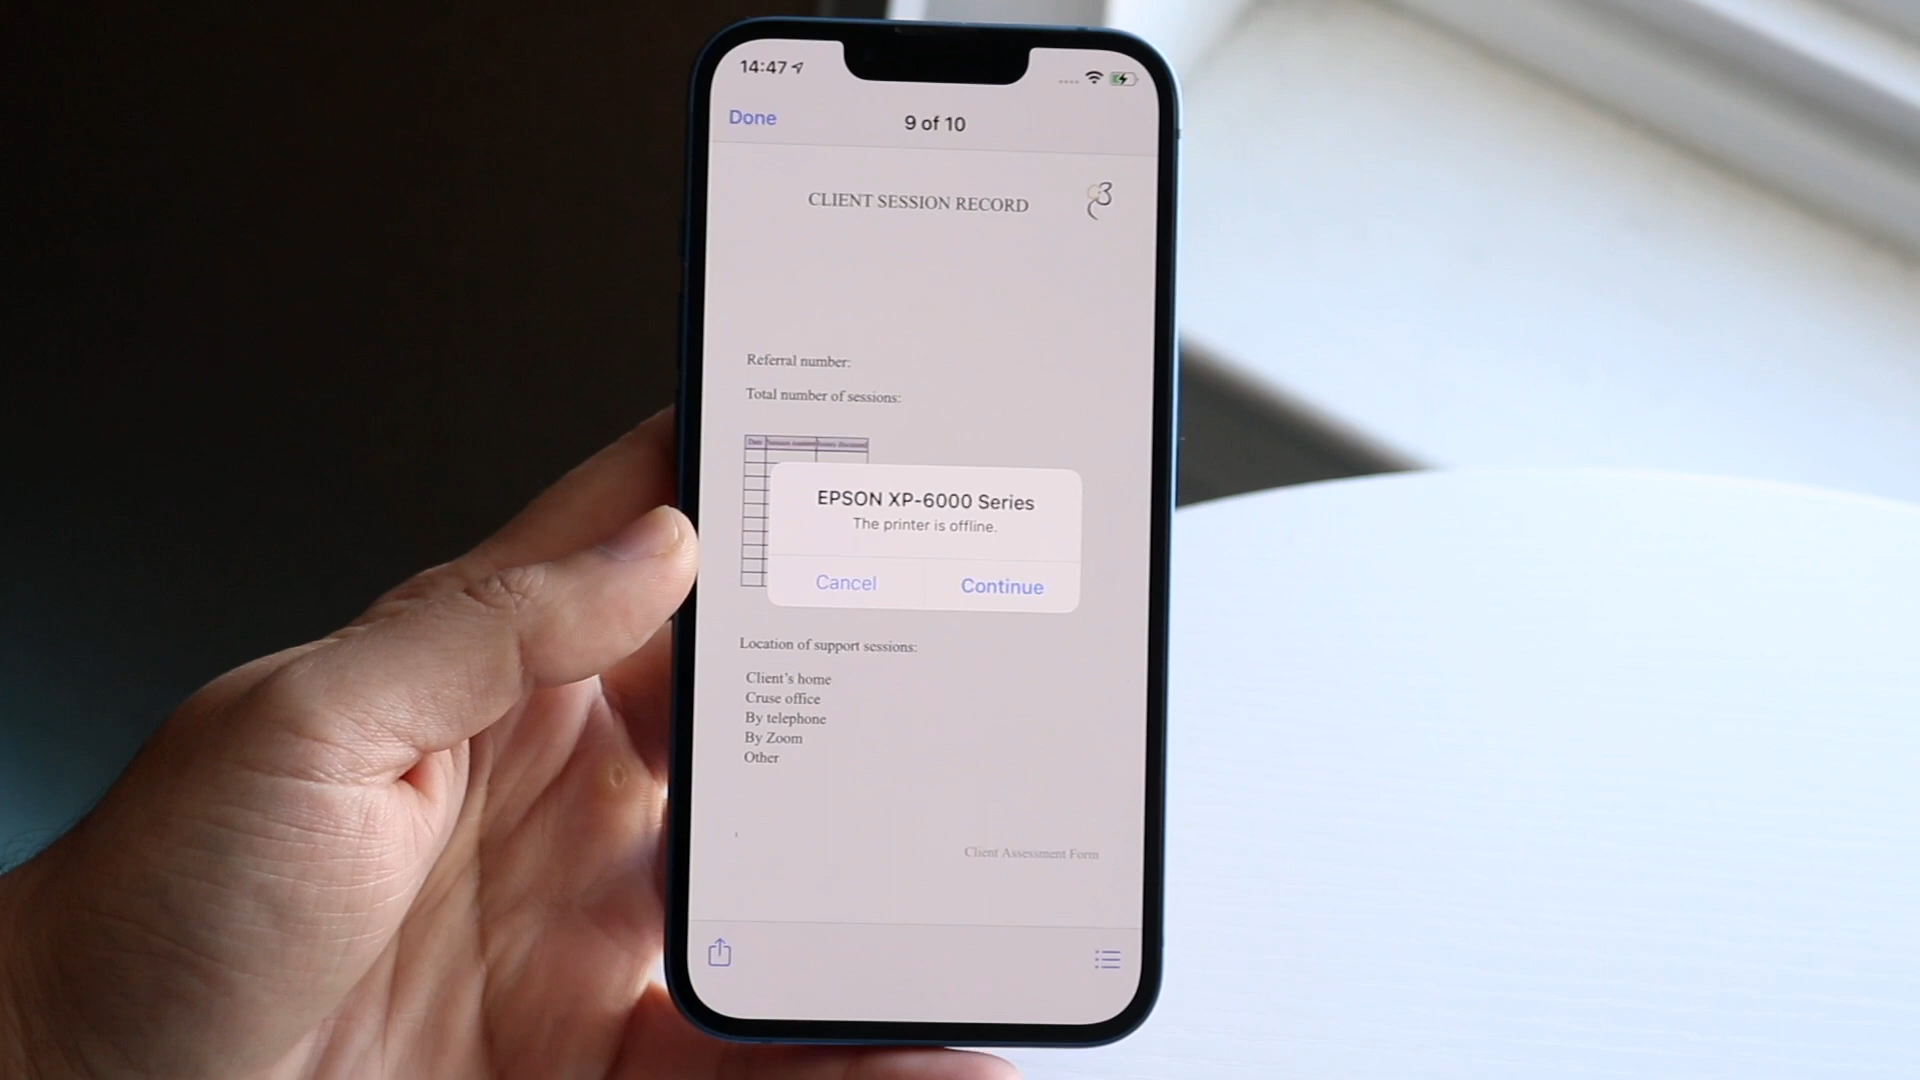 14:47
Done
9 of 10
CLIENT SESSION RECORD
Referral number:
Total number of sessions:
Date
EPSON XP-6000 Series
The printer is offline.
Cancel
Continue
Location of support sessions:
Client's home
Cruse office
By telephone
By Zoom
Other
Client Assessment Form